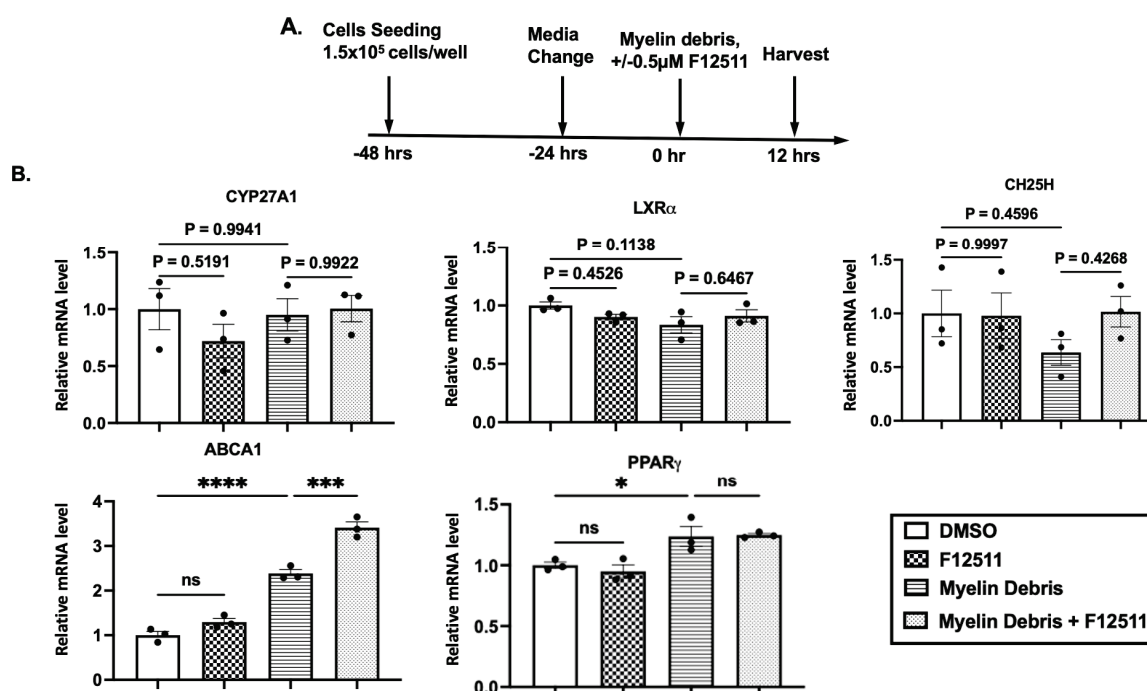 A.
Cells Seeding
1.5x10⁵ cells/well
Media
Change
Myelin debris,
+/-0.5µM F12511
Harvest
-48 hrs
-24 hrs
0 hr
12 hrs
B.
CYP27A1
P = 0.9941
P = 0.5191
P = 0.9922
Relative mRNA level
1.5
1.0
0.5
0.0
LXRα
P = 0.1138
P = 0.4526
P = 0.6467
Relative mRNA level
1.5
1.0
0.5
0.0
CH25H
P = 0.4596
P = 0.9997
P = 0.4268
Relative mRNA level
1.5
1.0
0.5
0.0
ABCA1
****
***
ns
Relative mRNA level
4
3
2
1
0
PPARγ
*
ns
ns
Relative mRNA level
1.5
1.0
0.5
0.0
DMSO
F12511
Myelin Debris
Myelin Debris + F12511